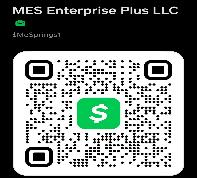 MES Enterprise Plus LLC
$MeSprings1
$